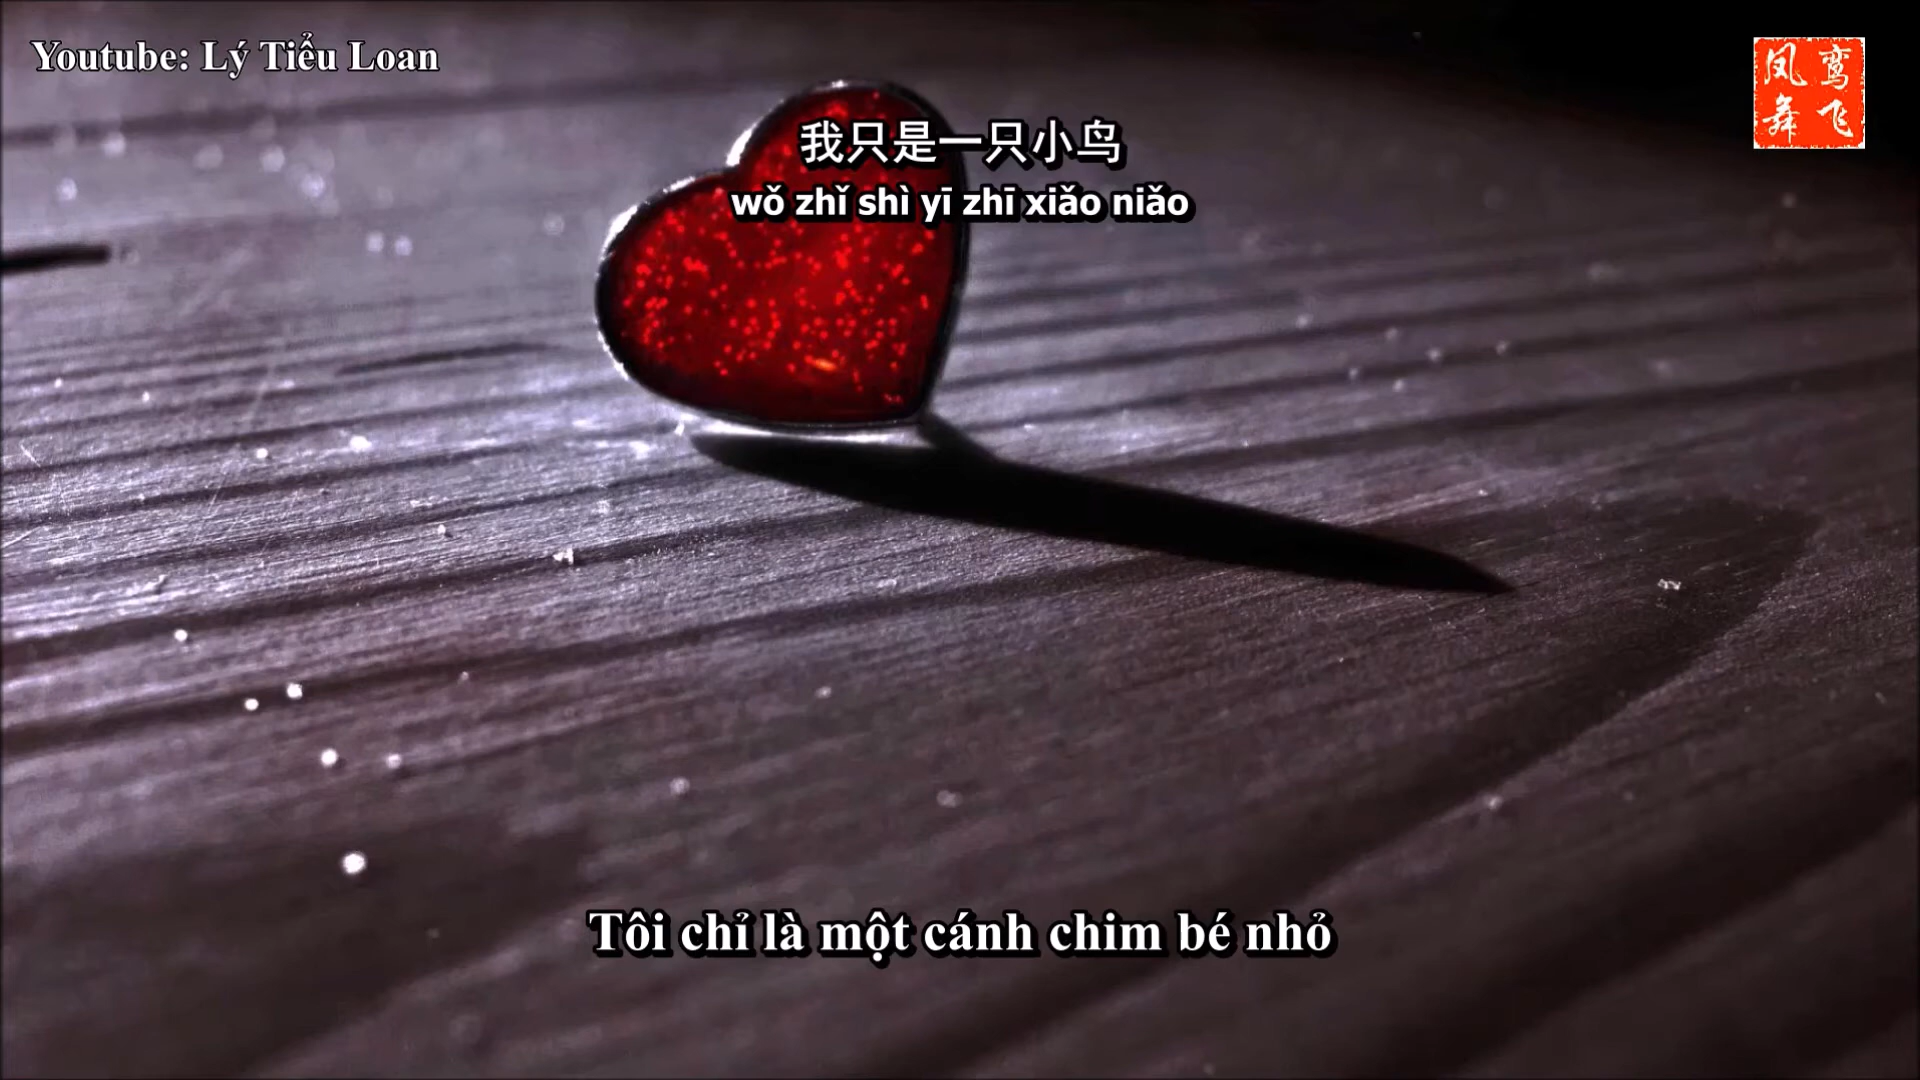 Youtube: Lý Tiểu Loan
凤鸾
舞飞
我只是一只小鸟
wǒ zhǐ shì yī zhī xiǎo niǎo
Tôi chỉ là một cánh chim bé nhỏ